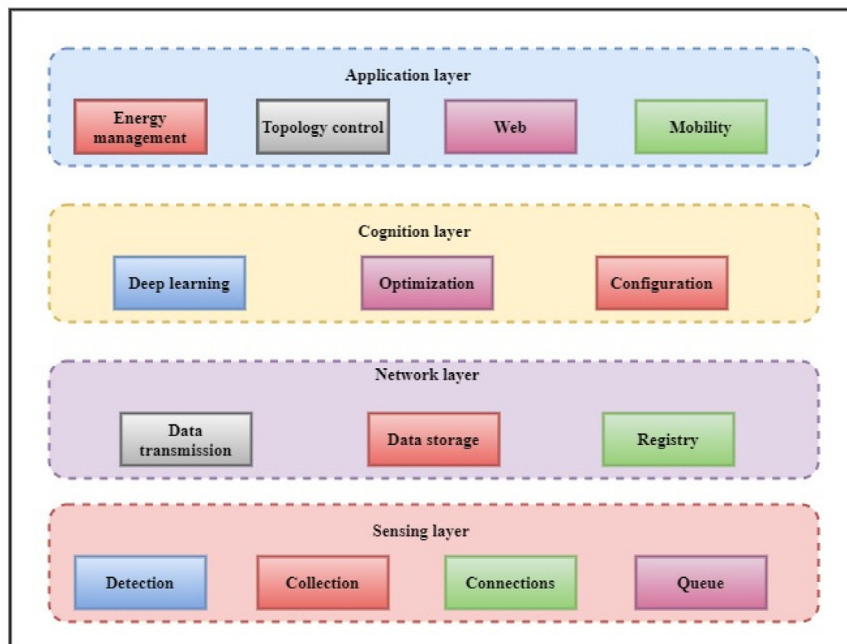 Application layer
Energy
management
Topology control
Web
Mobility
Cognition layer
Deep learning
Optimization
Configuration
Network layer
Data
transmission
Data storage
Registry
Sensing layer
Detection
Collection
Connections
Queue